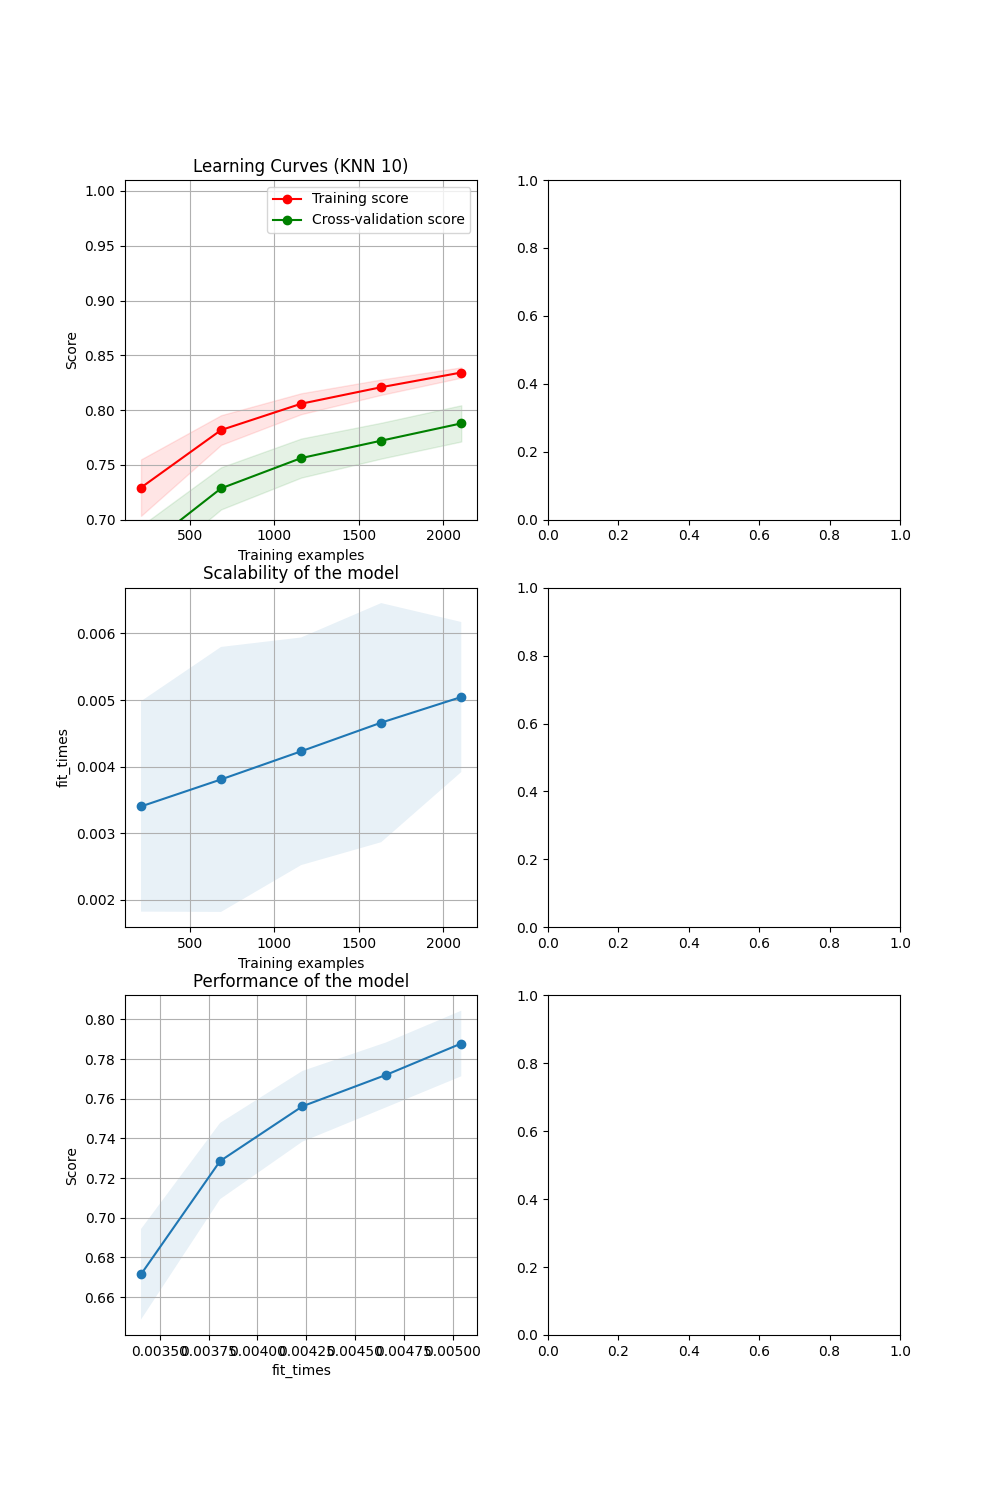 Learning Curves (KNN 10)
1.00
0.95
0.90
0.85
0.80
0.75
0.70
Score
Training score
Cross-validation score
500 1000 1500 2000
Training examples
1.0
0.8
0.6
0.4
0.2
0.0
0.0 0.2 0.4 0.6 0.8 1.0
Scalability of the model
0.006
0.005
0.004
0.003
0.002
fit_times
500 1000 1500 2000
Training examples
1.0
0.8
0.6
0.4
0.2
0.0
0.0 0.2 0.4 0.6 0.8 1.0
Performance of the model
0.80
0.78
0.76
0.74
0.72
0.70
0.68
0.66
Score
0.00350 0.00375 0.00400 0.00425 0.00450 0.00475 0.00500
fit_times
1.0
0.8
0.6
0.4
0.2
0.0
0.0 0.2 0.4 0.6 0.8 1.0